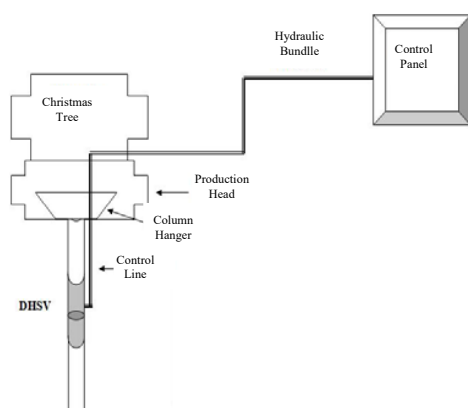 Hydraulic
Bundlle
Control
Panel
Christmas
Tree
Production
Head
Column
Hanger
Control
Line
DHSV